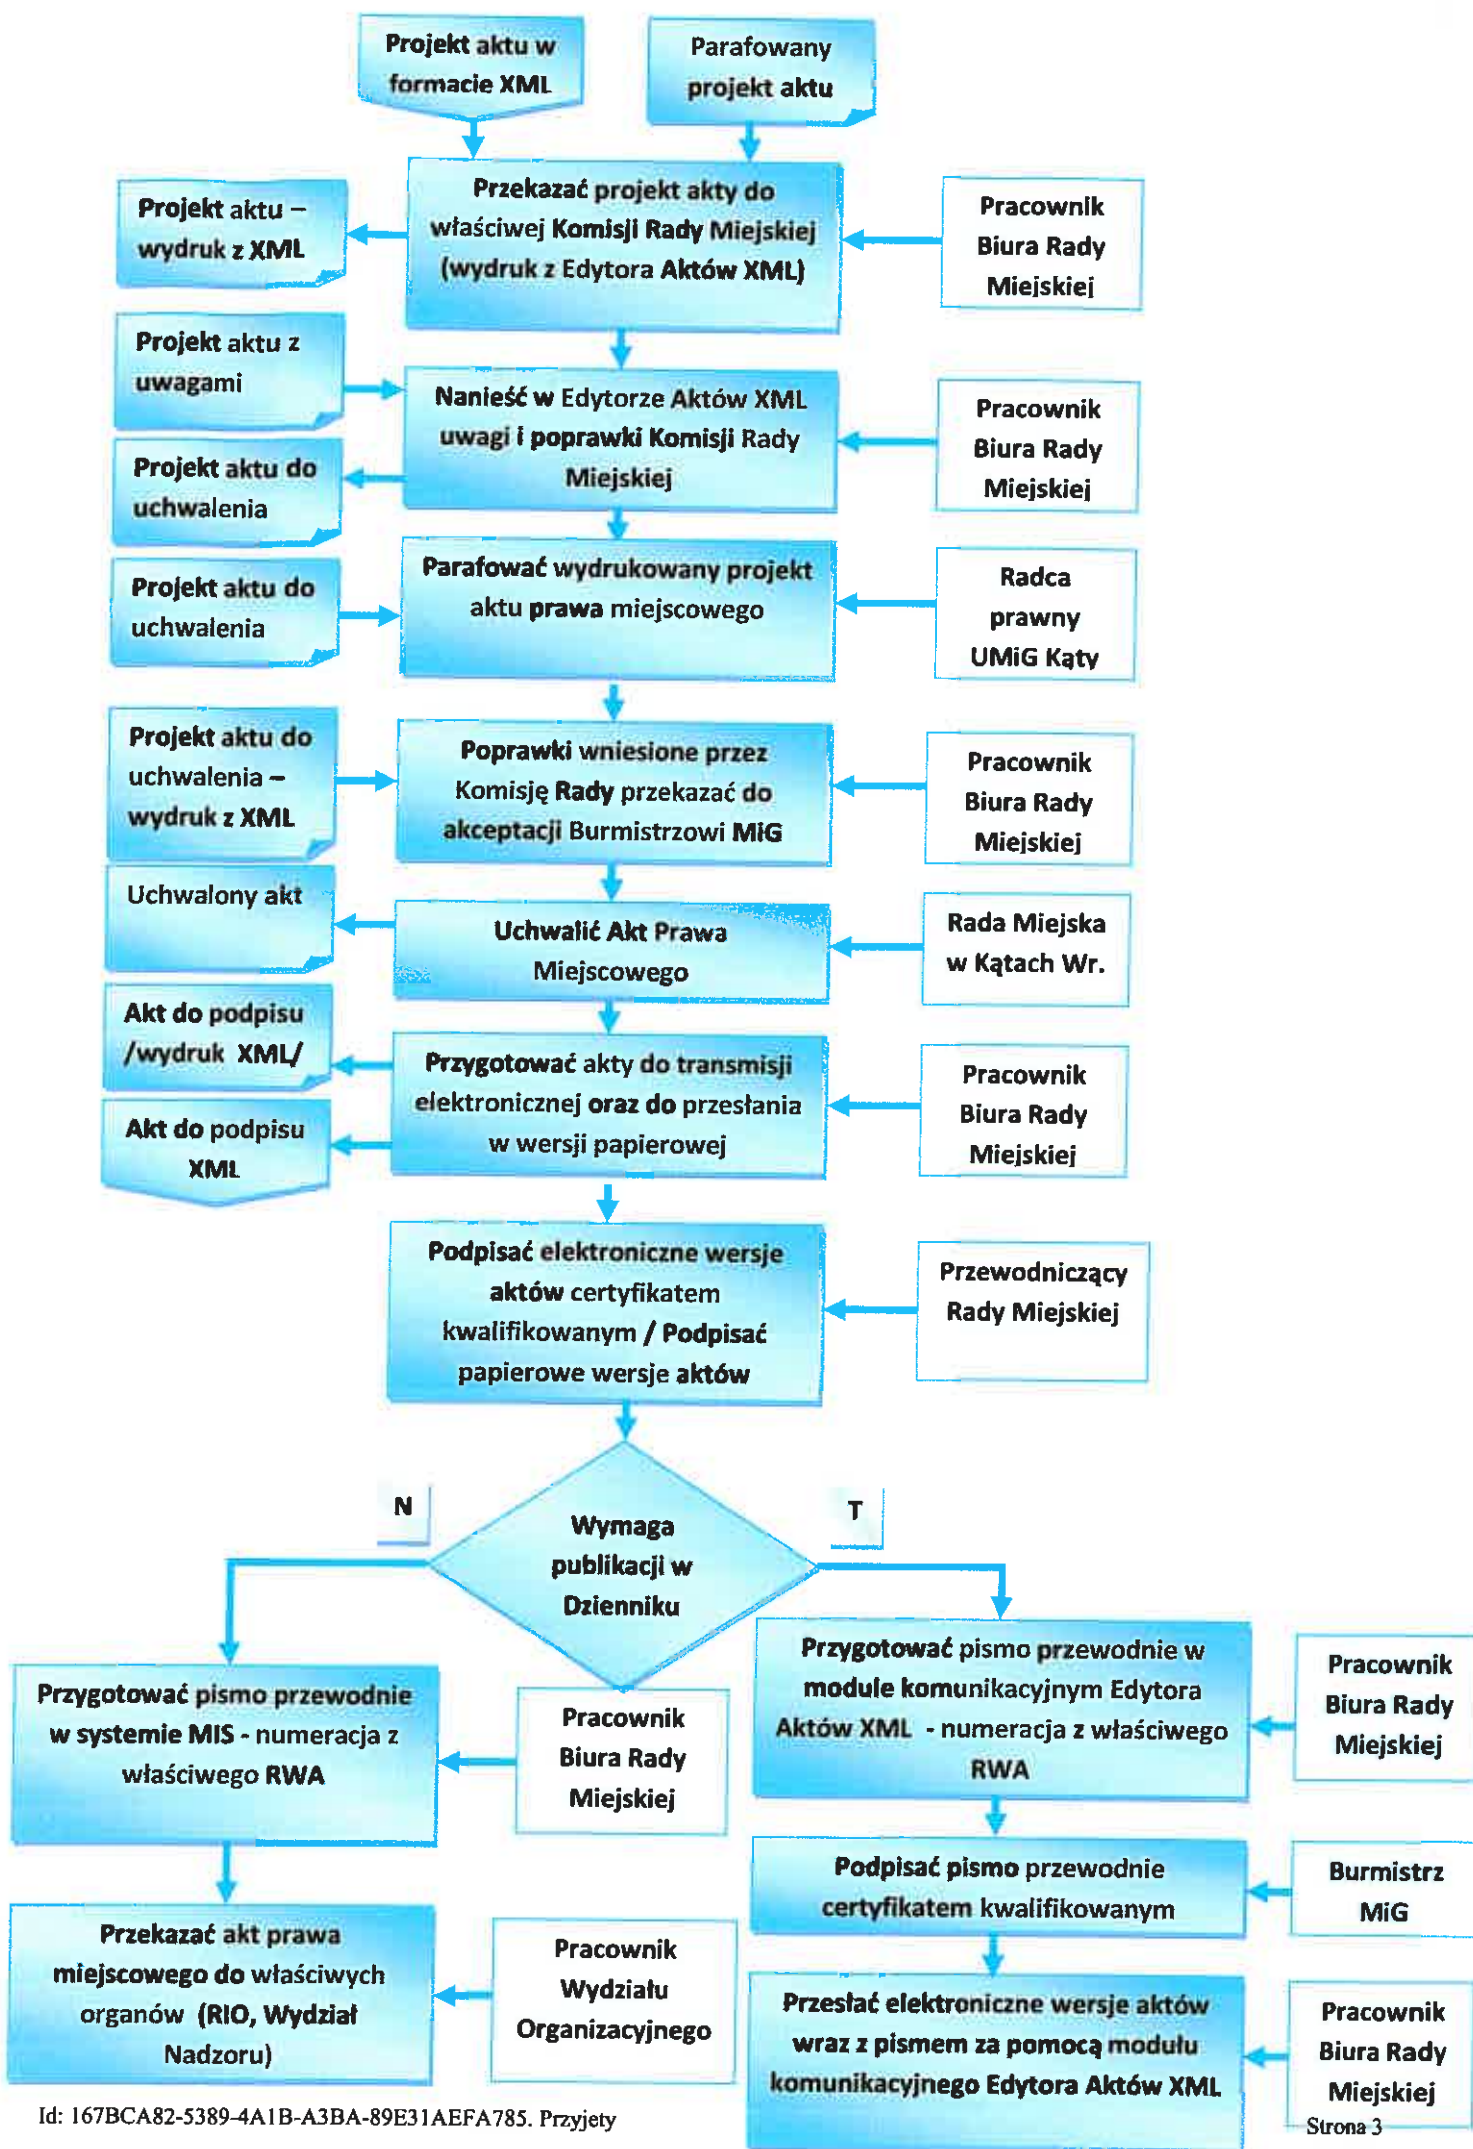 Projekt aktu w
formacie XML
Parafowany
projekt aktu
Projekt aktu –
wydruk z XML
Przekazać projekt akty do
właściwej Komisji Rady Miejskiej
(wydruk z Edytora Aktów XML)
Pracownik
Biura Rady
Miejskiej
Projekt aktu z
uwagami
Projekt aktu do
uchwalenia
Nanieść w Edytorze Aktów XML
uwagi i poprawki Komisji Rady
Miejskiej
Pracownik
Biura Rady
Miejskiej
Projekt aktu do
uchwalenia
Parafować wydrukowany projekt
aktu prawa miejscowego
Radca
prawny
UMiG Kąty
Projekt aktu do
uchwalenia –
wydruk z XML
Poprawki wniesione przez
Komisję Rady przekazać do
akceptacji Burmistrzowi MiG
Pracownik
Biura Rady
Miejskiej
Uchwalony akt
Uchwalić Akt Prawa
Miejscowego
Rada Miejska
w Kątach Wr.
Akt do podpisu
/wydruk XML/
Akt do podpisu
XML
Przygotować akty do transmisji
elektronicznej oraz do przesłania
w wersji papierowej
Pracownik
Biura Rady
Miejskiej
Podpisać elektroniczne wersje
aktów certyfikatem
kwalifikowanym / Podpisać
papierowe wersje aktów
Przewodniczący
Rady Miejskiej
N
Wymaga
publikacji w
Dzienniku
T
Przygotować pismo przewodnie
w systemie MIS - numeracja z
właściwego RWA
Pracownik
Biura Rady
Miejskiej
Przygotować pismo przewodnie w
module komunikacyjnym Edytora
Aktów XML - numeracja z właściwego
RWA
Pracownik
Biura Rady
Miejskiej
Podpisać pismo przewodnie
certyfikatem kwalifikowanym
Burmistrz
MiG
Przekazać akt prawa
miejscowego do właściwych
organów (RIO, Wydział
Nadzoru)
Pracownik
Wydziału
Organizacyjnego
Przesłać elektroniczne wersje aktów
wraz z pismem za pomocą modułu
komunikacyjnego Edytora Aktów XML
Pracownik
Biura Rady
Miejskiej
Id: 167BCA82-5389-4A1B-A3BA-89E31AEFA785. Przyjęty
Strona 3